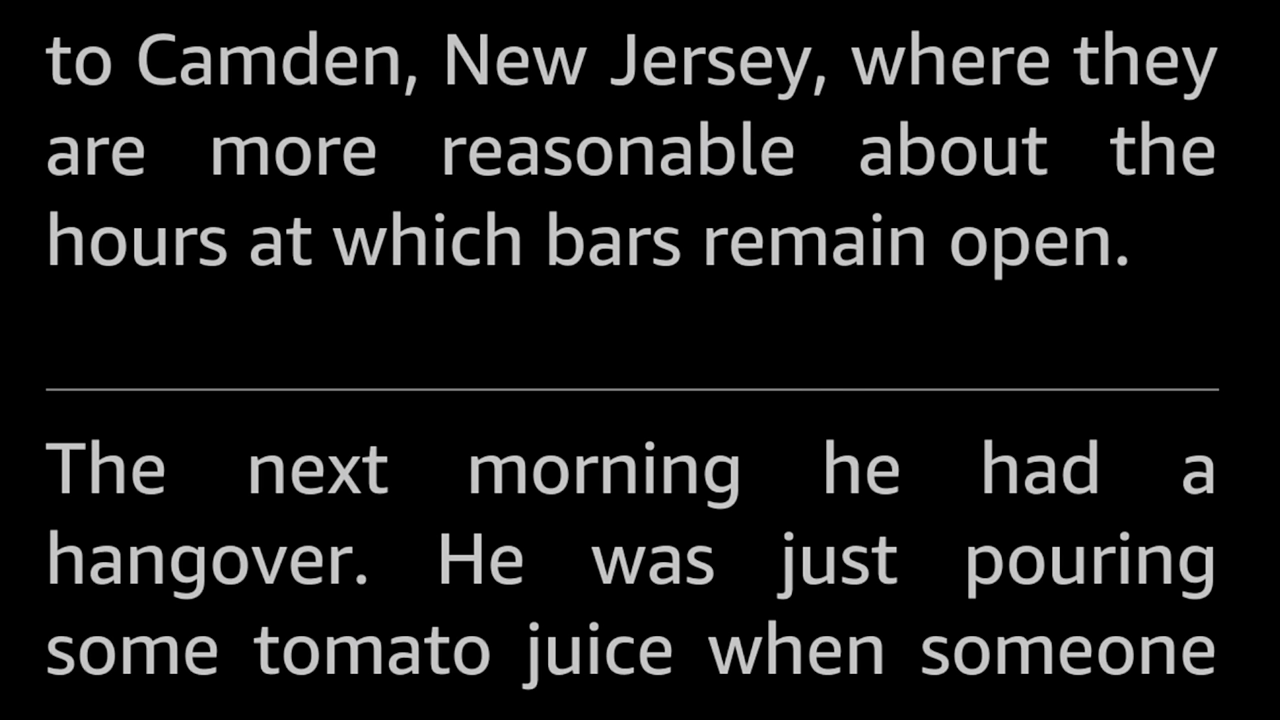 to Camden, New Jersey, where they
are more reasonable about the
hours at which bars remain open.
The next morning he had a
hangover. He was just pouring
some tomato juice when someone